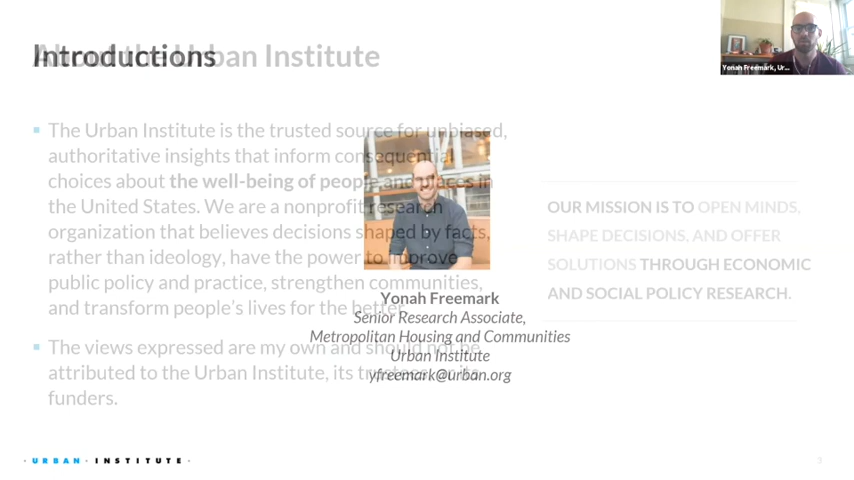 Introductions
About the Urban Institute
Yonah Freemark, Ur...
The Urban Institute is the trusted source for unbiased,
authoritative insights that inform consequential
choices about the well-being of people and places in
the United States. We are a nonprofit research
organization that believes decisions shaped by facts,
rather than ideology, have the power to improve
public policy and practice, strengthen communities,
and transform people's lives for the better.
The views expressed are my own and should not be
attributed to the Urban Institute, its trustees, or its
funders.
Yonah Freemark
Senior Research Associate,
Metropolitan Housing and Communities
Urban Institute
yfreemark@urban.org
OUR MISSION IS TO OPEN MINDS,
SHAPE DECISIONS, AND OFFER
SOLUTIONS THROUGH ECONOMIC
AND SOCIAL POLICY RESEARCH.
· URBAN · INSTITUTE ·
3